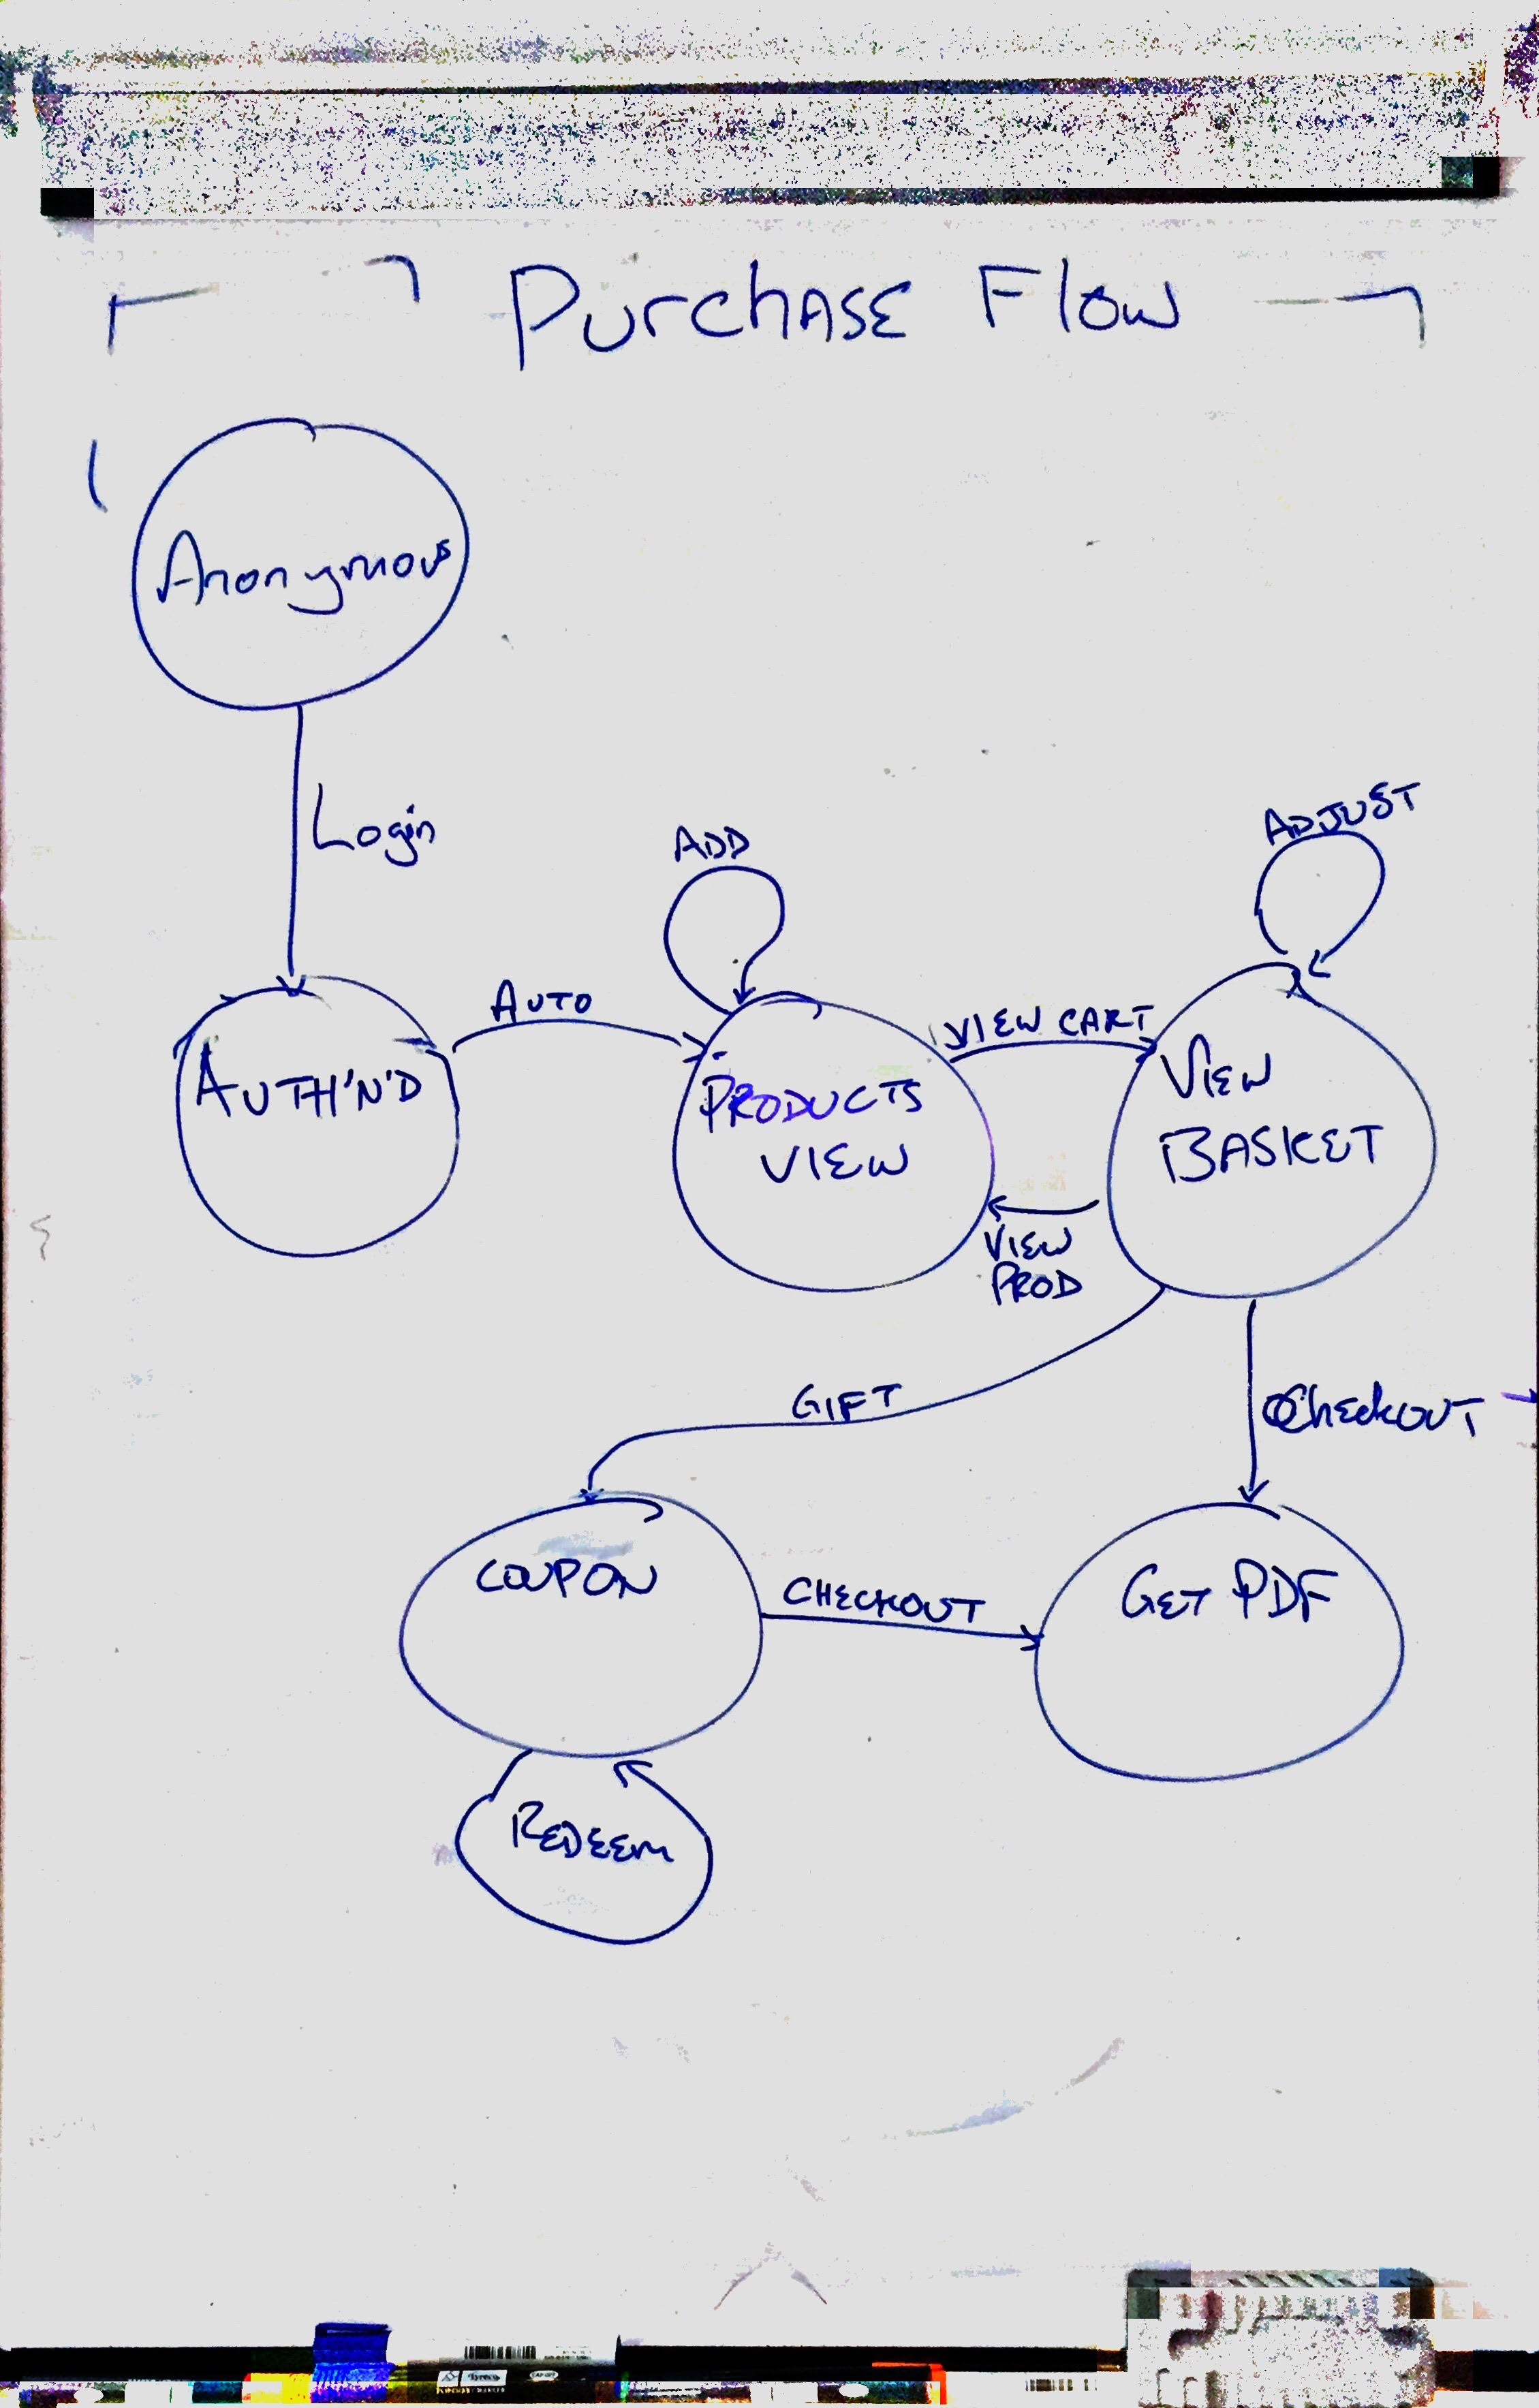 Purchase Flow
Anonymous
Login
ADD
ADJUST
AUTO
VIEW CART
AUTH'N'D
PRODUCTS
VIEW
VIEW
BASKET
VIEW
PROD
GIFT
Checkout
COUPON
CHECKOUT
GET PDF
REDEEM